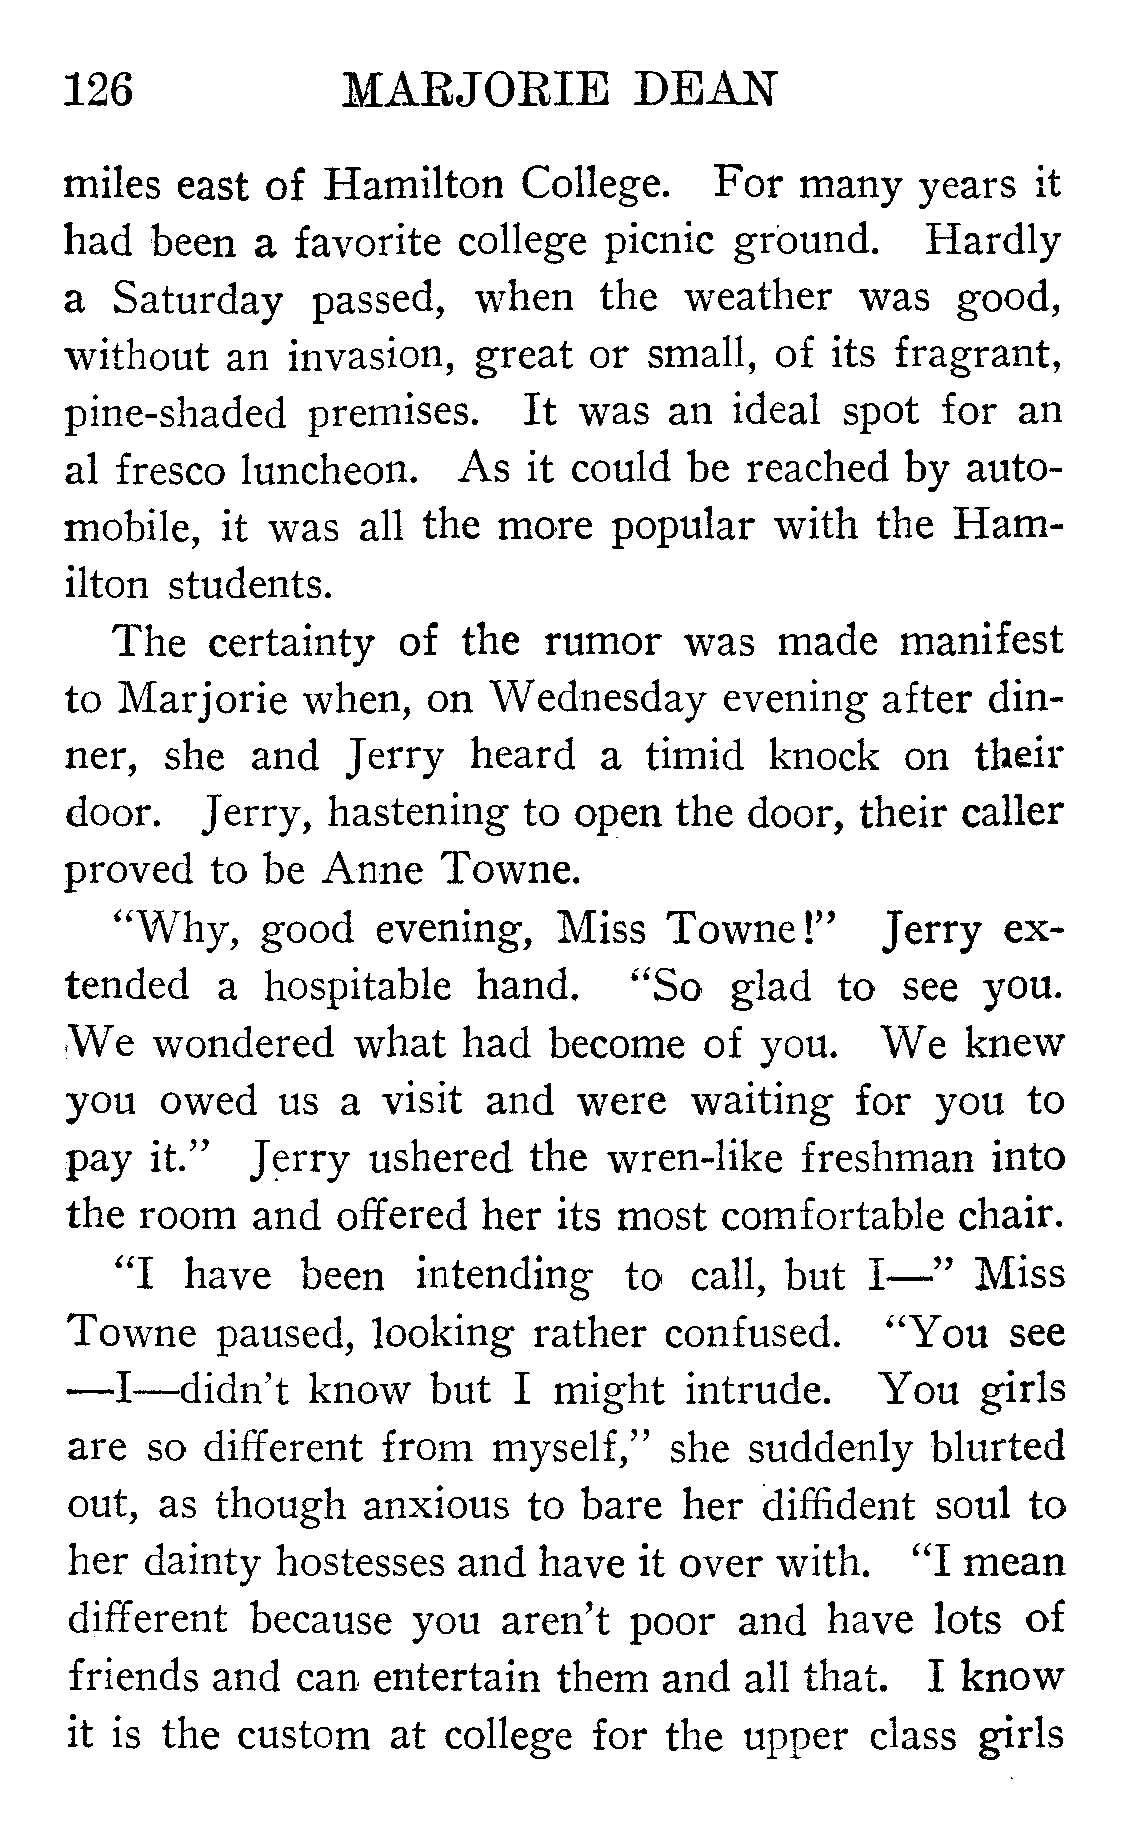 126 MARJORIE DEAN
miles east of Hamilton College. For many years it
had been a favorite college picnic ground. Hardly
a Saturday passed, when the weather was good,
without an invasion, great or small, of its fragrant,
pine-shaded premises. It was an ideal spot for an
al fresco luncheon. As it could be reached by auto-
mobile, it was all the more popular with the Ham-
ilton students.
The certainty of the rumor was made manifest
to Marjorie when, on Wednesday evening after din-
ner, she and Jerry heard a timid knock on their
door. Jerry, hastening to open the door, their caller
proved to be Anne Towne.
“Why, good evening, Miss Towne!” Jerry ex-
tended a hospitable hand. “So glad to see you.
We wondered what had become of you. We knew
you owed us a visit and were waiting for you to
pay it.” Jerry ushered the wren-like freshman into
the room and offered her its most comfortable chair.
“I have been intending to call, but I—” Miss
Towne paused, looking rather confused. “You see
—I—didn’t know but I might intrude. You girls
are so different from myself,” she suddenly blurted
out, as though anxious to bare her diffident soul to
her dainty hostesses and have it over with. “I mean
different because you aren’t poor and have lots of
friends and can entertain them and all that. I know
it is the custom at college for the upper class girls